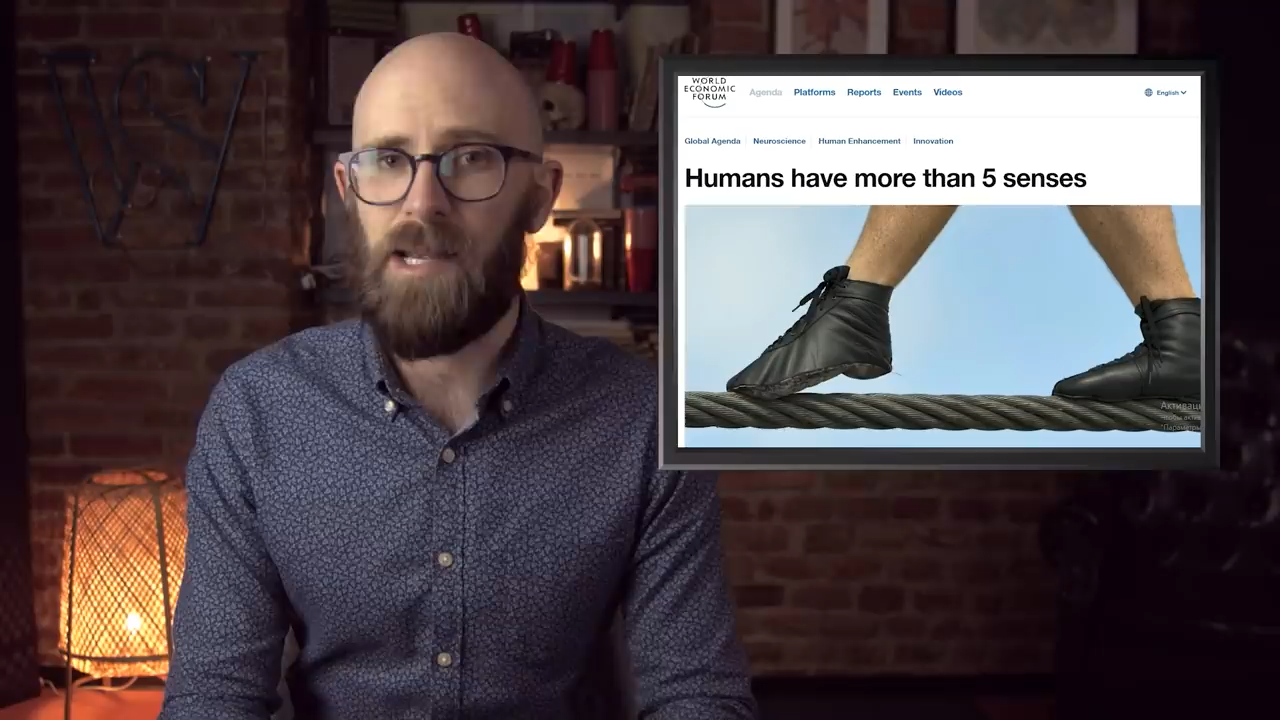 WORLD
ECONOMIC
FORUM
Agenda Platforms Reports Events Videos
English
Global Agenda Neuroscience Human Enhancement Innovation
Humans have more than 5 senses